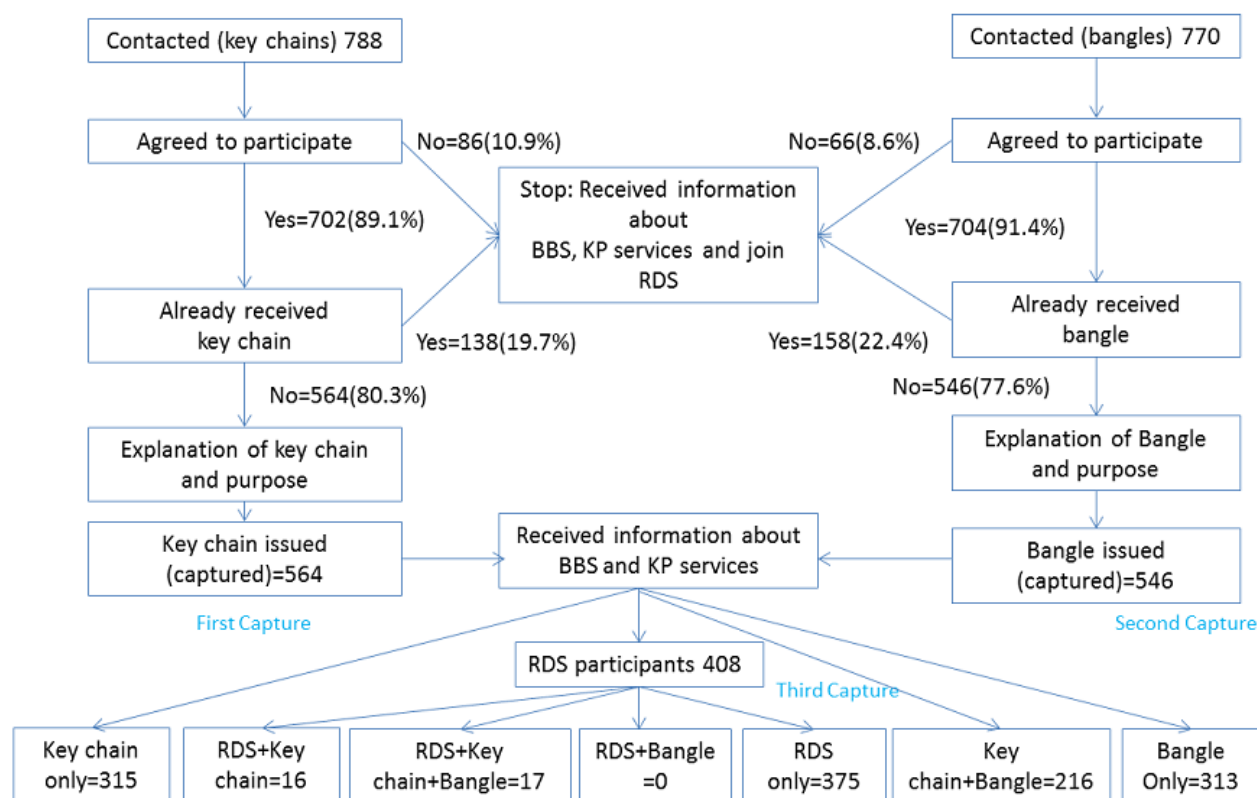 Contacted (key chains) 788
Contacted (bangles) 770
Agreed to participate
No=86(10.9%)
No=66(8.6%)
Agreed to participate
Stop: Received information
about
BBS, KP services and join
RDS
Yes=702(89.1%)
Yes=704(91.4%)
Already received
key chain
Yes=138(19.7%)
Yes=158(22.4%)
Already received
bangle
No=564(80.3%)
No=546(77.6%)
Explanation of key chain
and purpose
Explanation of Bangle
and purpose
Key chain issued
(captured)=564
Received information about
BBS and KP services
Bangle issued
(captured)=546
First Capture
Second Capture
RDS participants 408
Third Capture
Key chain
only=315
RDS+Key
chain=16
RDS+Key
chain+Bangle=17
RDS+Bangle
=0
RDS
only=375
Key
chain+Bangle=216
Bangle
Only=313